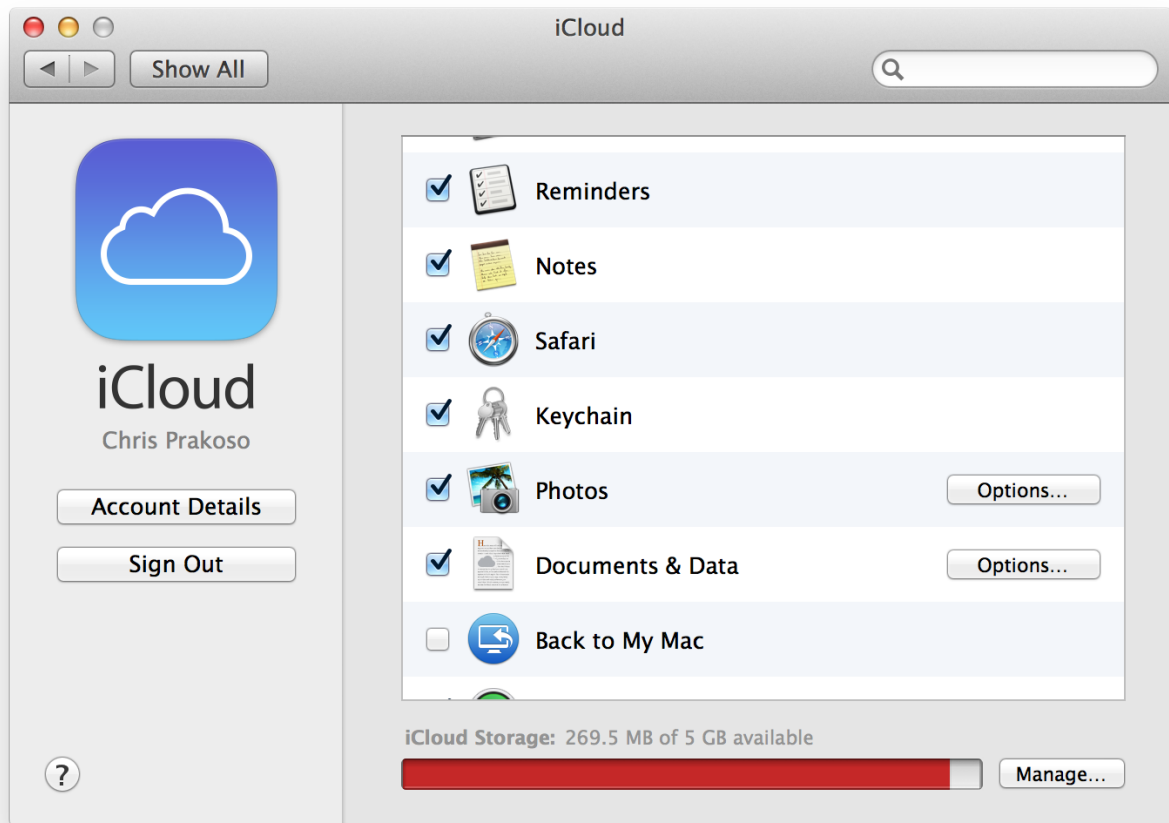 iCloud
Show All
iCloud
Chris Prakoso
Account Details
Sign Out
?
Reminders
Notes
Safari
Keychain
Photos Options...
Documents & Data Options...
Back to My Mac
iCloud Storage: 269.5 MB of 5 GB available
Manage...